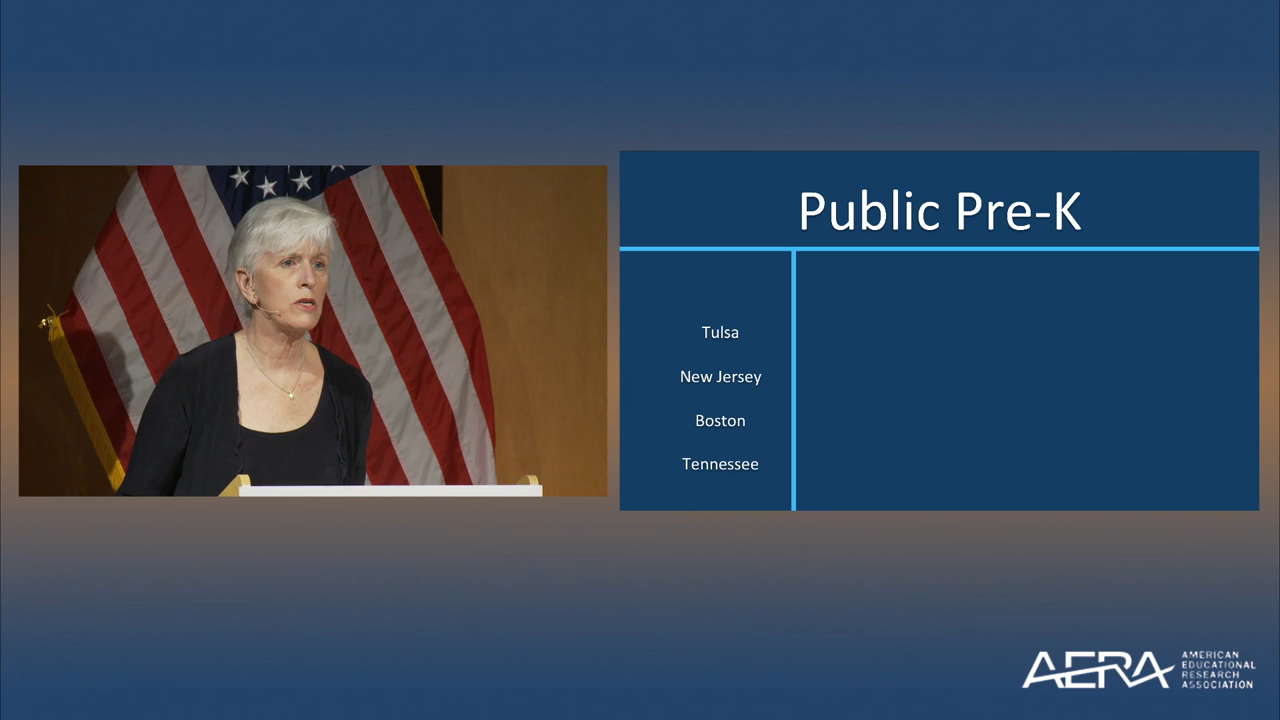 Public Pre-K
Tulsa
New Jersey
Boston
Tennessee
AERA
AMERICAN
EDUCATIONAL
RESEARCH
ASSOCIATION